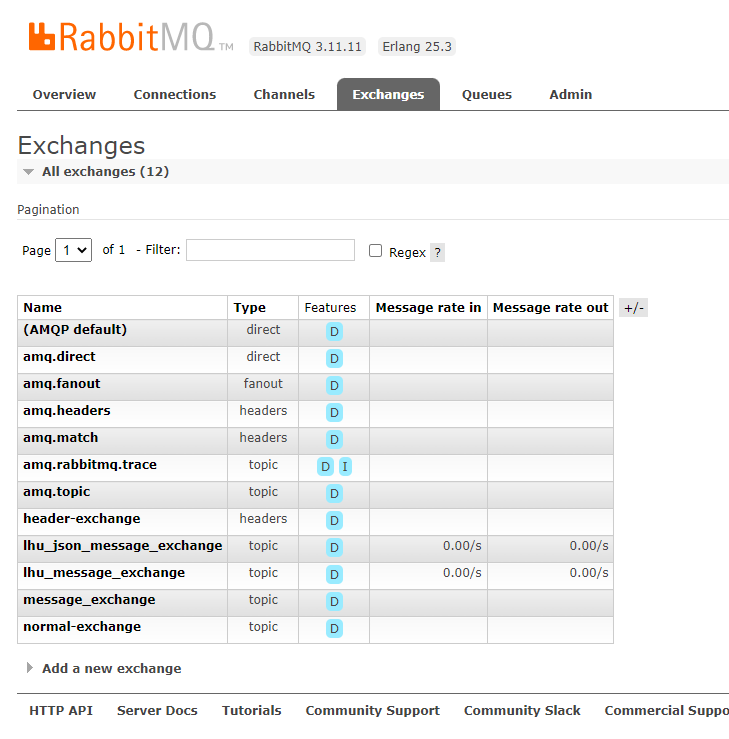 RabbitMQ TM RabbitMQ 3.11.11 Erlang 25.3
Overview Connections Channels Exchanges Queues Admin
Exchanges
All exchanges (12)
Pagination
Page 1 of 1 - Filter: Regex ?
Name Type Features Message rate in Message rate out +/-
(AMQP default) direct D
amq.direct direct D
amq.fanout fanout D
amq.headers headers D
amq.match headers D
amq.rabbitmq.trace topic D I
amq.topic topic D
header-exchange headers D
lhu_json_message_exchange topic D 0.00/s 0.00/s
lhu_message_exchange topic D 0.00/s 0.00/s
message_exchange topic D
normal-exchange topic D
Add a new exchange
HTTP API Server Docs Tutorials Community Support Community Slack Commercial Suppo